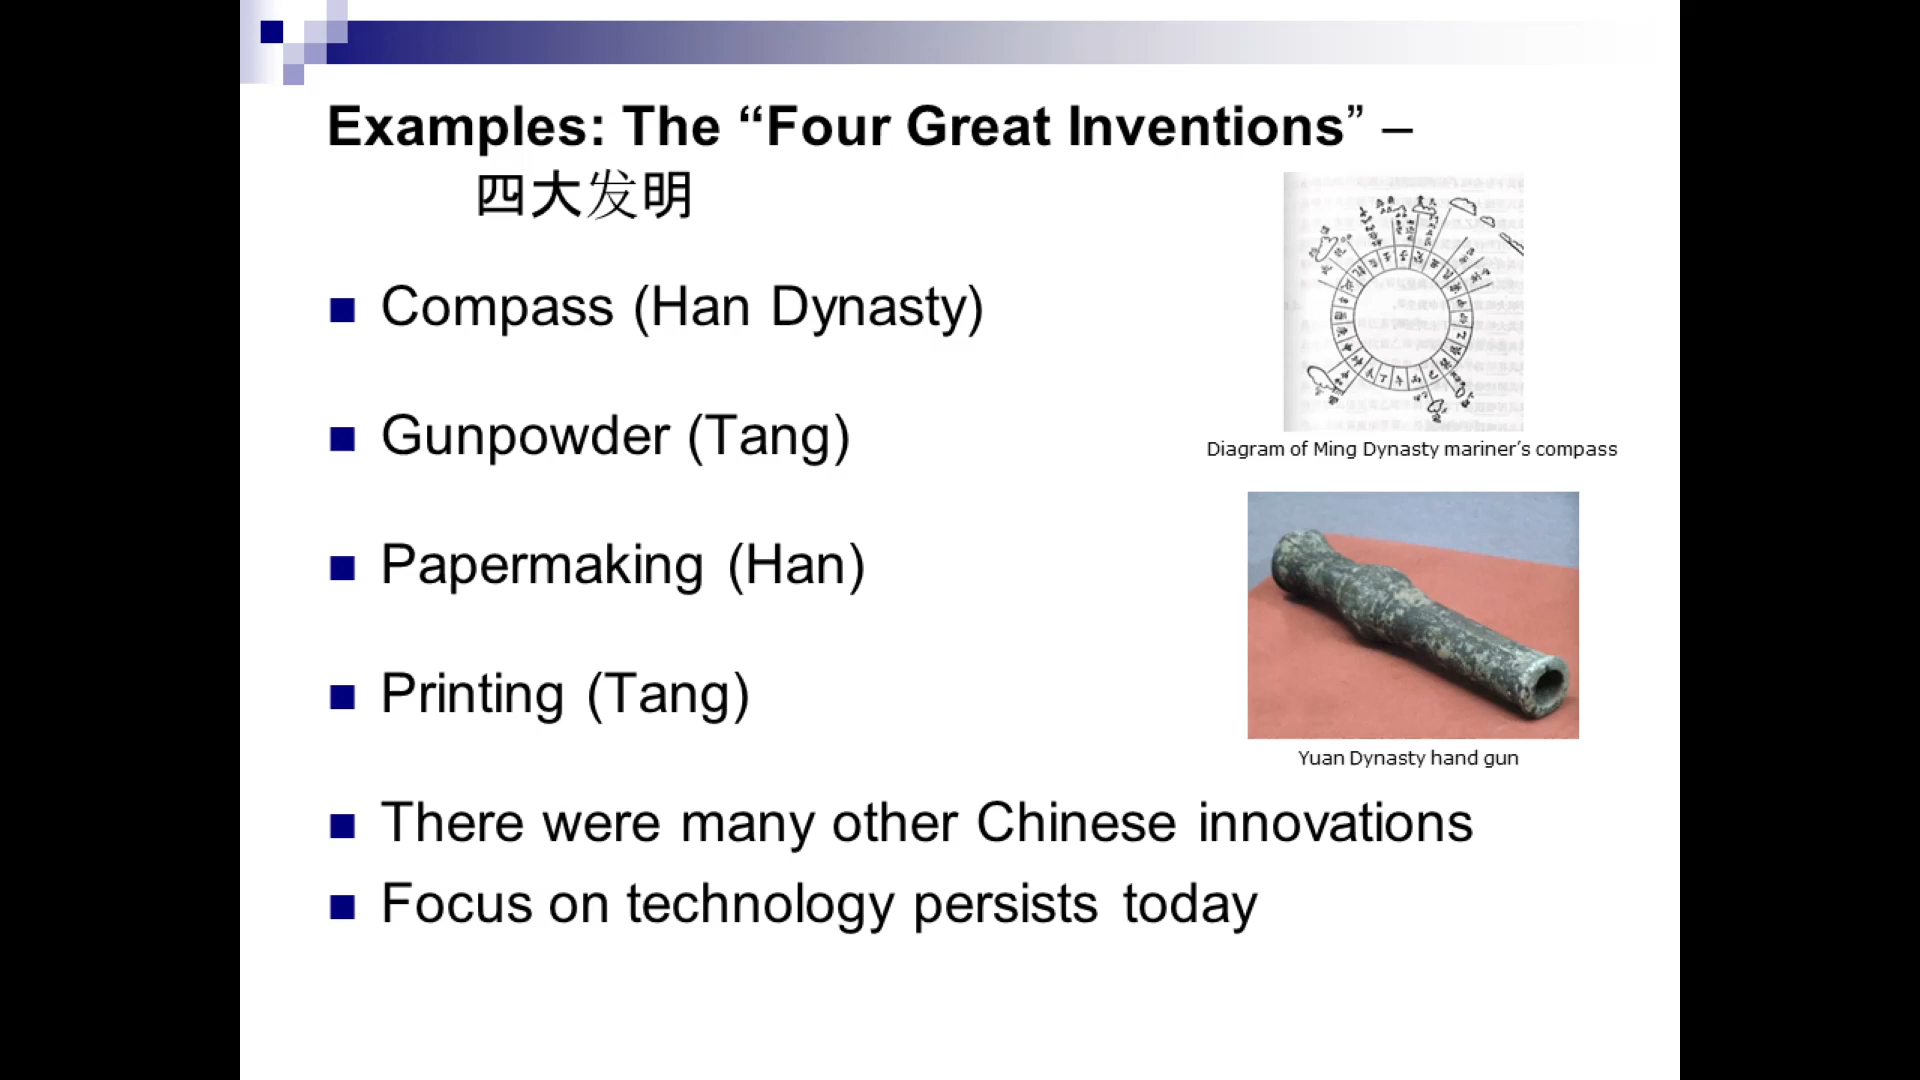 Examples: The “Four Great Inventions” –
四大发明
Compass (Han Dynasty)
Gunpowder (Tang)
Papermaking (Han)
Printing (Tang)
There were many other Chinese innovations
Focus on technology persists today
Diagram of Ming Dynasty mariner’s compass
Yuan Dynasty hand gun